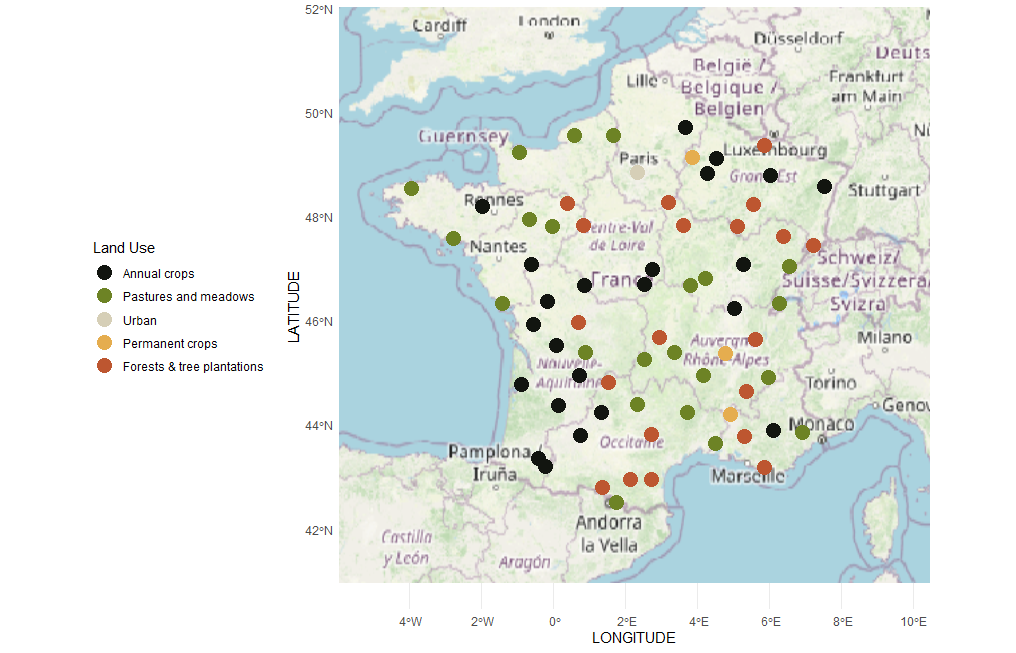 52°N
50°N
48°N
46°N
44°N
42°N
LATITUDE
Land Use
Annual crops
Pastures and meadows
Urban
Permanent crops
Forests & tree plantations
Cardiff
London
Düsseldorf
Deuts
België /
Belgique /
Belgien
Lille
Frankfurt
am Main
Guernsey
Paris
Luxembourg
Grand Est
Stuttgart
Rennes
Centre-Val
de Loire
Nantes
France
Schweiz/
Suisse/Svizzera/
Svizra
Milano
Auvergne
Rhône-Alpes
Nouvelle-
Aquitaine
Torino
Genov
Monaco
Occitanie
Pamplona /
Iruña
Marseille
Andorra
la Vella
Castilla
y León
Aragón
4°W
2°W
0°
2°E
4°E
6°E
8°E
10°E
LONGITUDE